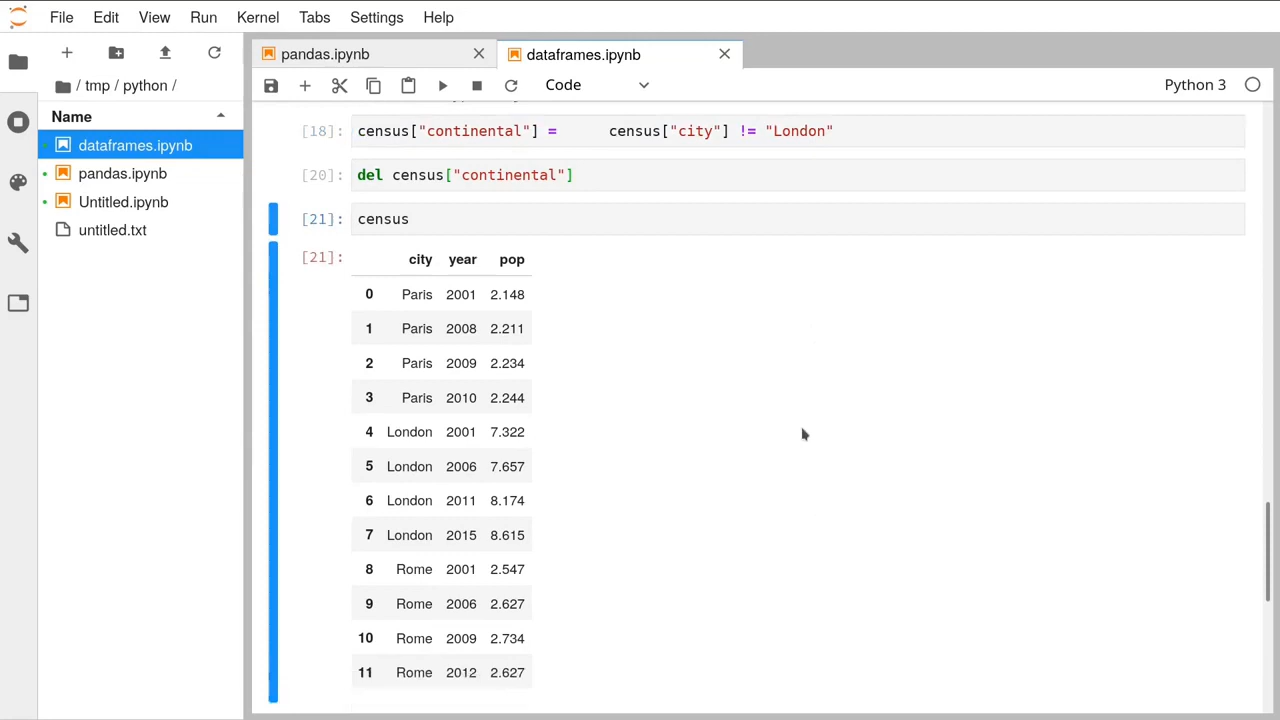 File Edit View Run Kernel Tabs Settings Help
pandas.ipynb dataframes.ipynb
/ tmp / python /
Code Python 3
Name
dataframes.ipynb
pandas.ipynb
Untitled.ipynb
untitled.txt
[18]: census["continental"] = census["city"] != "London"
[20]: del census["continental"]
[21]: census
[21]: city year pop
0 Paris 2001 2.148
1 Paris 2008 2.211
2 Paris 2009 2.234
3 Paris 2010 2.244
4 London 2001 7.322
5 London 2006 7.657
6 London 2011 8.174
7 London 2015 8.615
8 Rome 2001 2.547
9 Rome 2006 2.627
10 Rome 2009 2.734
11 Rome 2012 2.627